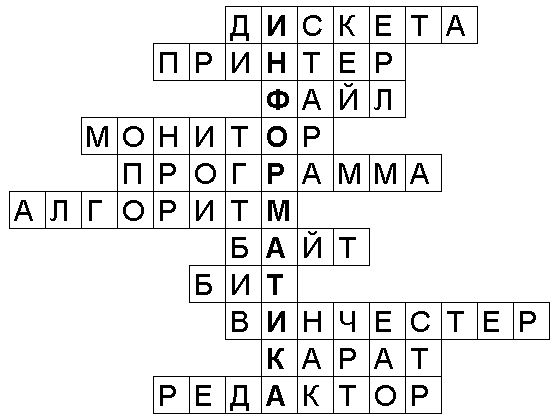 ДИСКЕТА
ПРИНТЕР
ФАЙЛ
МОНИТОР
ПРОГРАММА
АЛГОРИТМ
БАЙТ
БИТ
ВИНЧЕСТЕР
КАРАТ
РЕДАКТОР